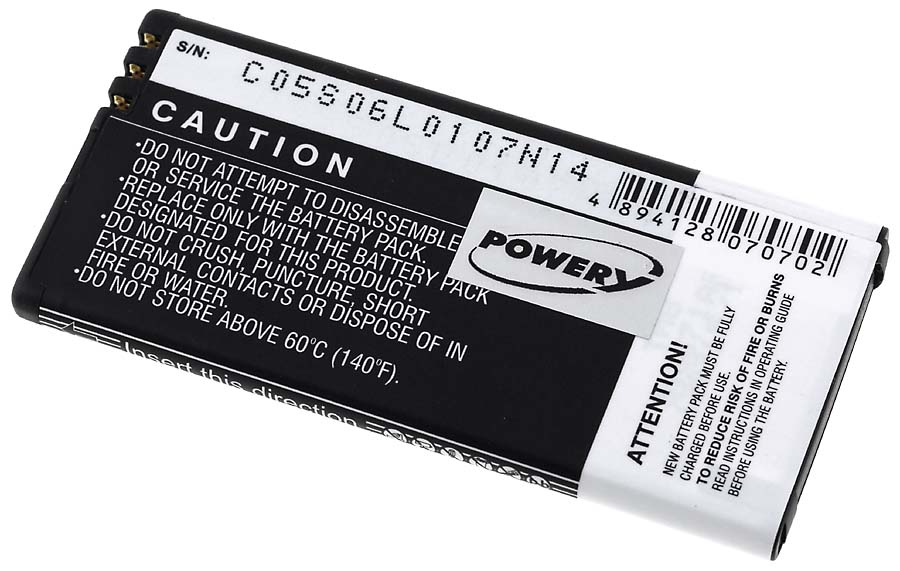 S/N:
C05S06L0107N14
4 894128 070702
CAUTION
•DO NOT ATTEMPT TO DISASSEMBLE
OR SERVICE THE BATTERY PACK.
•REPLACE ONLY WITH THE BATTERY PACK
DESIGNATED FOR THIS PRODUCT.
•DO NOT CRUSH, PUNCTURE, SHORT
EXTERNAL CONTACTS OR DISPOSE OF IN
FIRE OR WATER.
•DO NOT STORE ABOVE 60°C (140°F).
POWERY
ATTENTION!
NEW BATTERY PACK MUST BE FULLY
CHARGED BEFORE USE.
TO REDUCE RISK OF FIRE OR BURNS
READ INSTRUCTIONS IN OPERATING GUIDE
BEFORE USING THE BATTERY.
Insert this direction